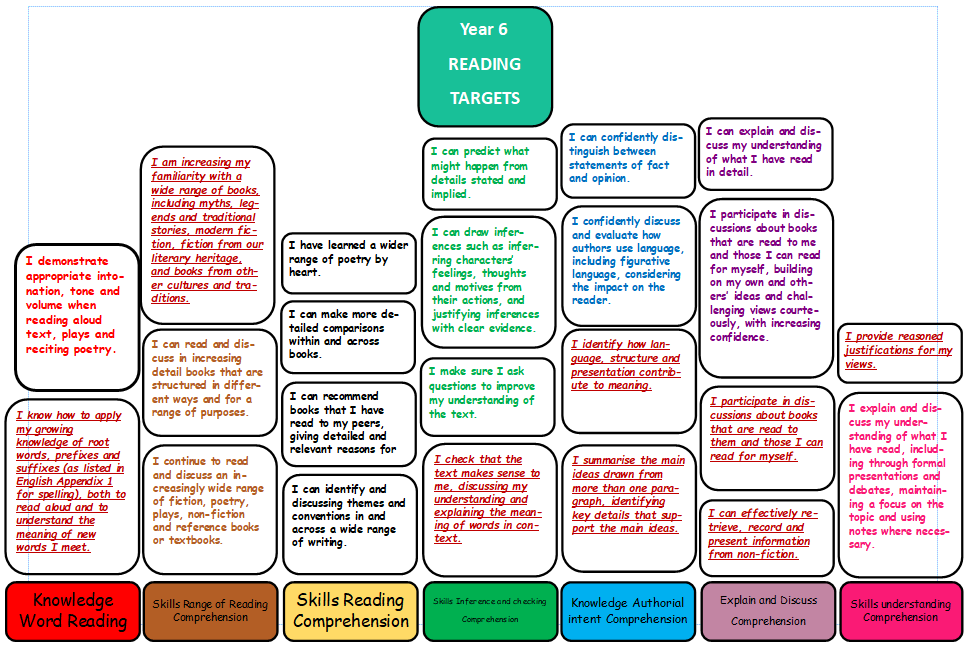 Year 6
READING
TARGETS
I demonstrate
appropriate into-
nation, tone and
volume when
reading aloud
text, plays and
reciting poetry.
I know how to apply
my growing
knowledge of root
words, prefixes and
suffixes (as listed in
English Appendix 1
for spelling), both to
read aloud and to
understand the
meaning of new
words I meet.
Knowledge
Word Reading
I am increasing my
familiarity with a
wide range of books,
including myths, leg-
ends and traditional
stories, modern fic-
tion, fiction from our
literary heritage,
and books from oth-
er cultures and tra-
ditions.
I can read and dis-
cuss in increasing
detail books that are
structured in differ-
ent ways and for a
range of purposes.
I continue to read
and discuss an in-
creasingly wide range
of fiction, poetry,
plays, non-fiction
and reference books
or textbooks.
Skills Range of Reading
Comprehension
I have learned a wider
range of poetry by
heart.
I can make more de-
tailed comparisons
within and across
books.
I can recommend
books that I have
read to my peers,
giving detailed and
relevant reasons for
I can identify and
discussing themes and
conventions in and
across a wide range
of writing.
Skills Reading
Comprehension
I can predict what
might happen from
details stated and
implied.
I can draw infer-
ences such as infer-
ring characters'
feelings, thoughts
and motives from
their actions, and
justifying inferences
with clear evidence.
I make sure I ask
questions to improve
my understanding of
the text.
I check that the
text makes sense to
me, discussing my
understanding and
explaining the mean-
ing of words in con-
text.
Skills Inference and checking
Comprehension
I can confidently dis-
tinguish between
statements of fact
and opinion.
I confidently discuss
and evaluate how
authors use language,
including figurative
language, considering
the impact on the
reader.
I identify how lan-
guage, structure and
presentation contrib-
ute to meaning.
I summarise the main
ideas drawn from
more than one para-
graph, identifying
key details that sup-
port the main ideas.
Knowledge Authorial
intent Comprehension
I can explain and dis-
cuss my understanding
of what I have read
in detail.
I participate in dis-
cussions about books
that are read to me
and those I can read
for myself, building
on my own and oth-
ers' ideas and chal-
lenging views courte-
ously, with increasing
confidence.
I participate in dis-
cussions about books
that are read to
them and those I can
read for myself.
I can effectively re-
trieve, record and
present information
from non-fiction.
Explain and Discuss
Comprehension
I provide reasoned
justifications for my
views.
I explain and dis-
cuss my under-
standing of what I
have read, includ-
ing through formal
presentations and
debates, maintain-
ing a focus on the
topic and using
notes where neces-
sary.
Skills understanding
Comprehension